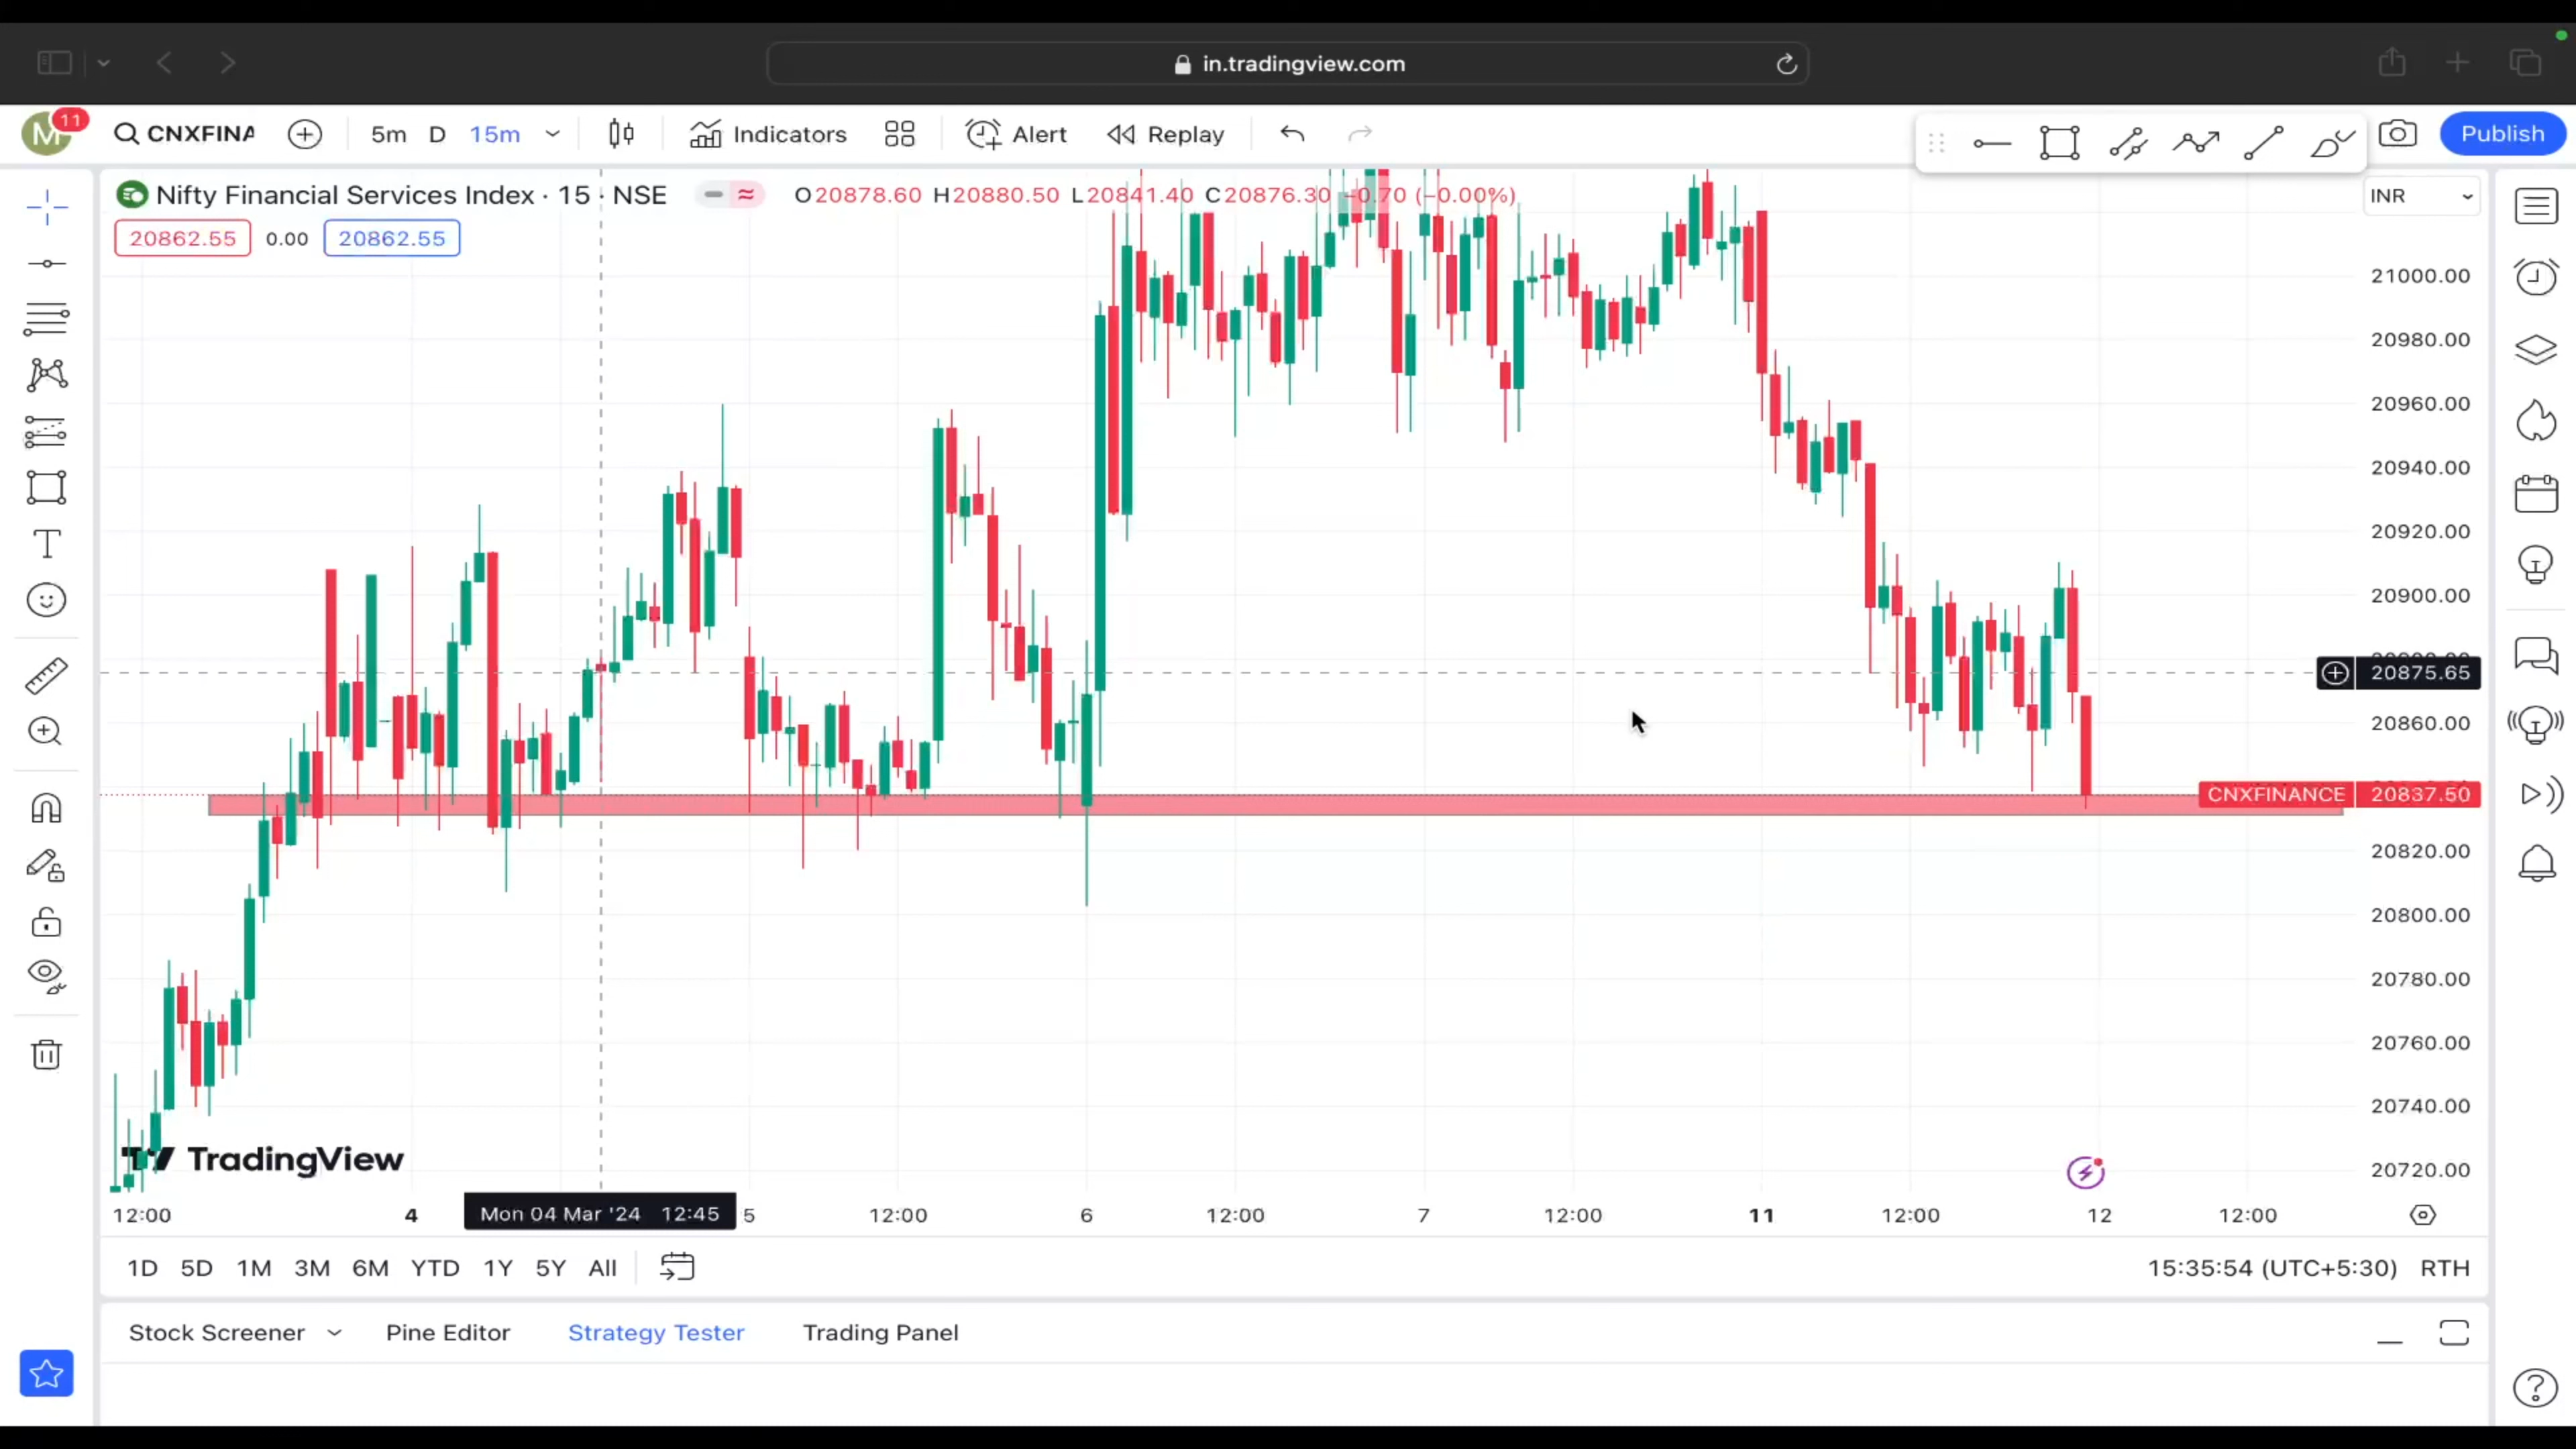 in.tradingview.com
M 11 CNXFINA 5m D 15m Indicators Alert Replay Publish
Nifty Financial Services Index · 15 · NSE O20878.60 H20880.50 L20841.40 C20876.30 −0.70 (−0.00%) INR
20862.55 0.00 20862.55
21000.00
20980.00
20960.00
20940.00
20920.00
20900.00
20875.65
20860.00
CNXFINANCE 20837.50
20820.00
20800.00
20780.00
20760.00
20740.00
TradingView
20720.00
12:00 4 Mon 04 Mar '24 12:45 5 12:00 6 12:00 7 12:00 11 12:00 12 12:00
1D 5D 1M 3M 6M YTD 1Y 5Y All 15:35:54 (UTC+5:30) RTH
Stock Screener Pine Editor Strategy Tester Trading Panel